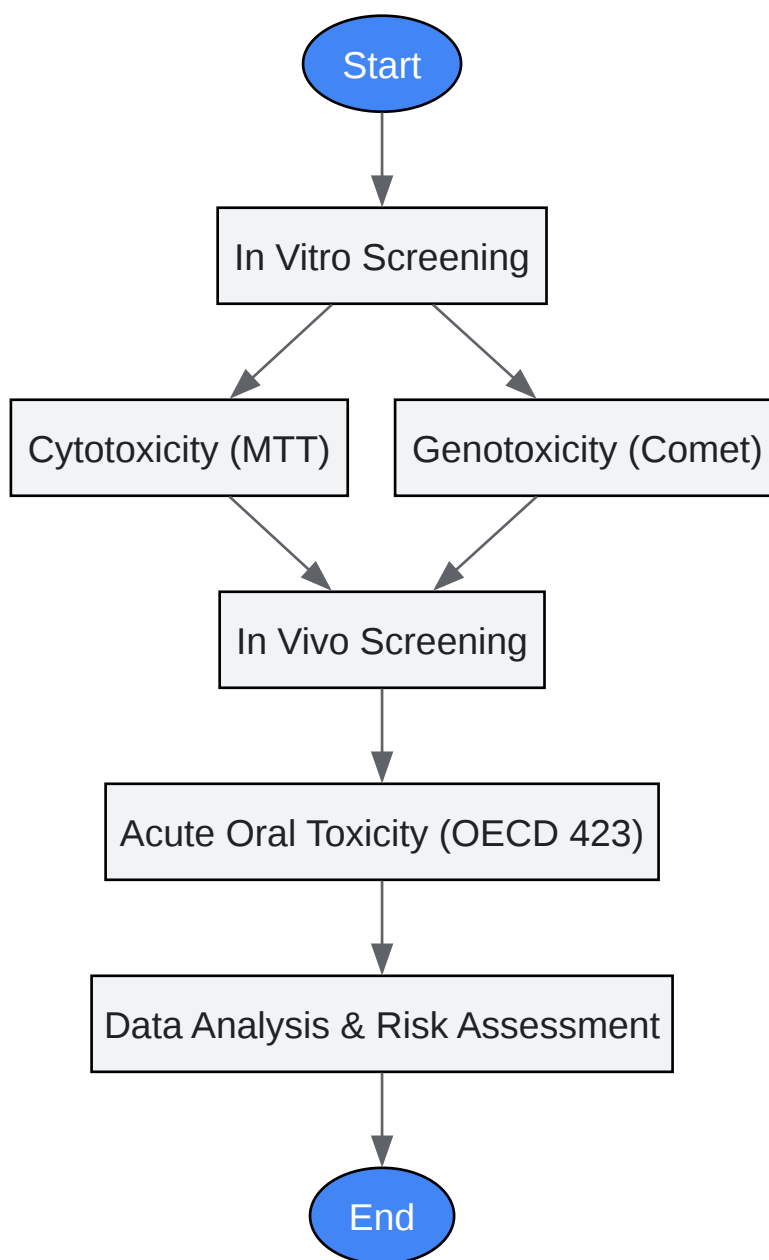 Start
In Vitro Screening
Cytotoxicity (MTT)
Genotoxicity (Comet)
In Vivo Screening
Acute Oral Toxicity (OECD 423)
Data Analysis & Risk Assessment
End